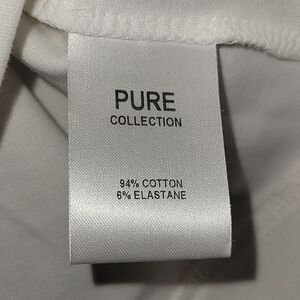 PURE
COLLECTION
94% COTTON
6% ELASTANE